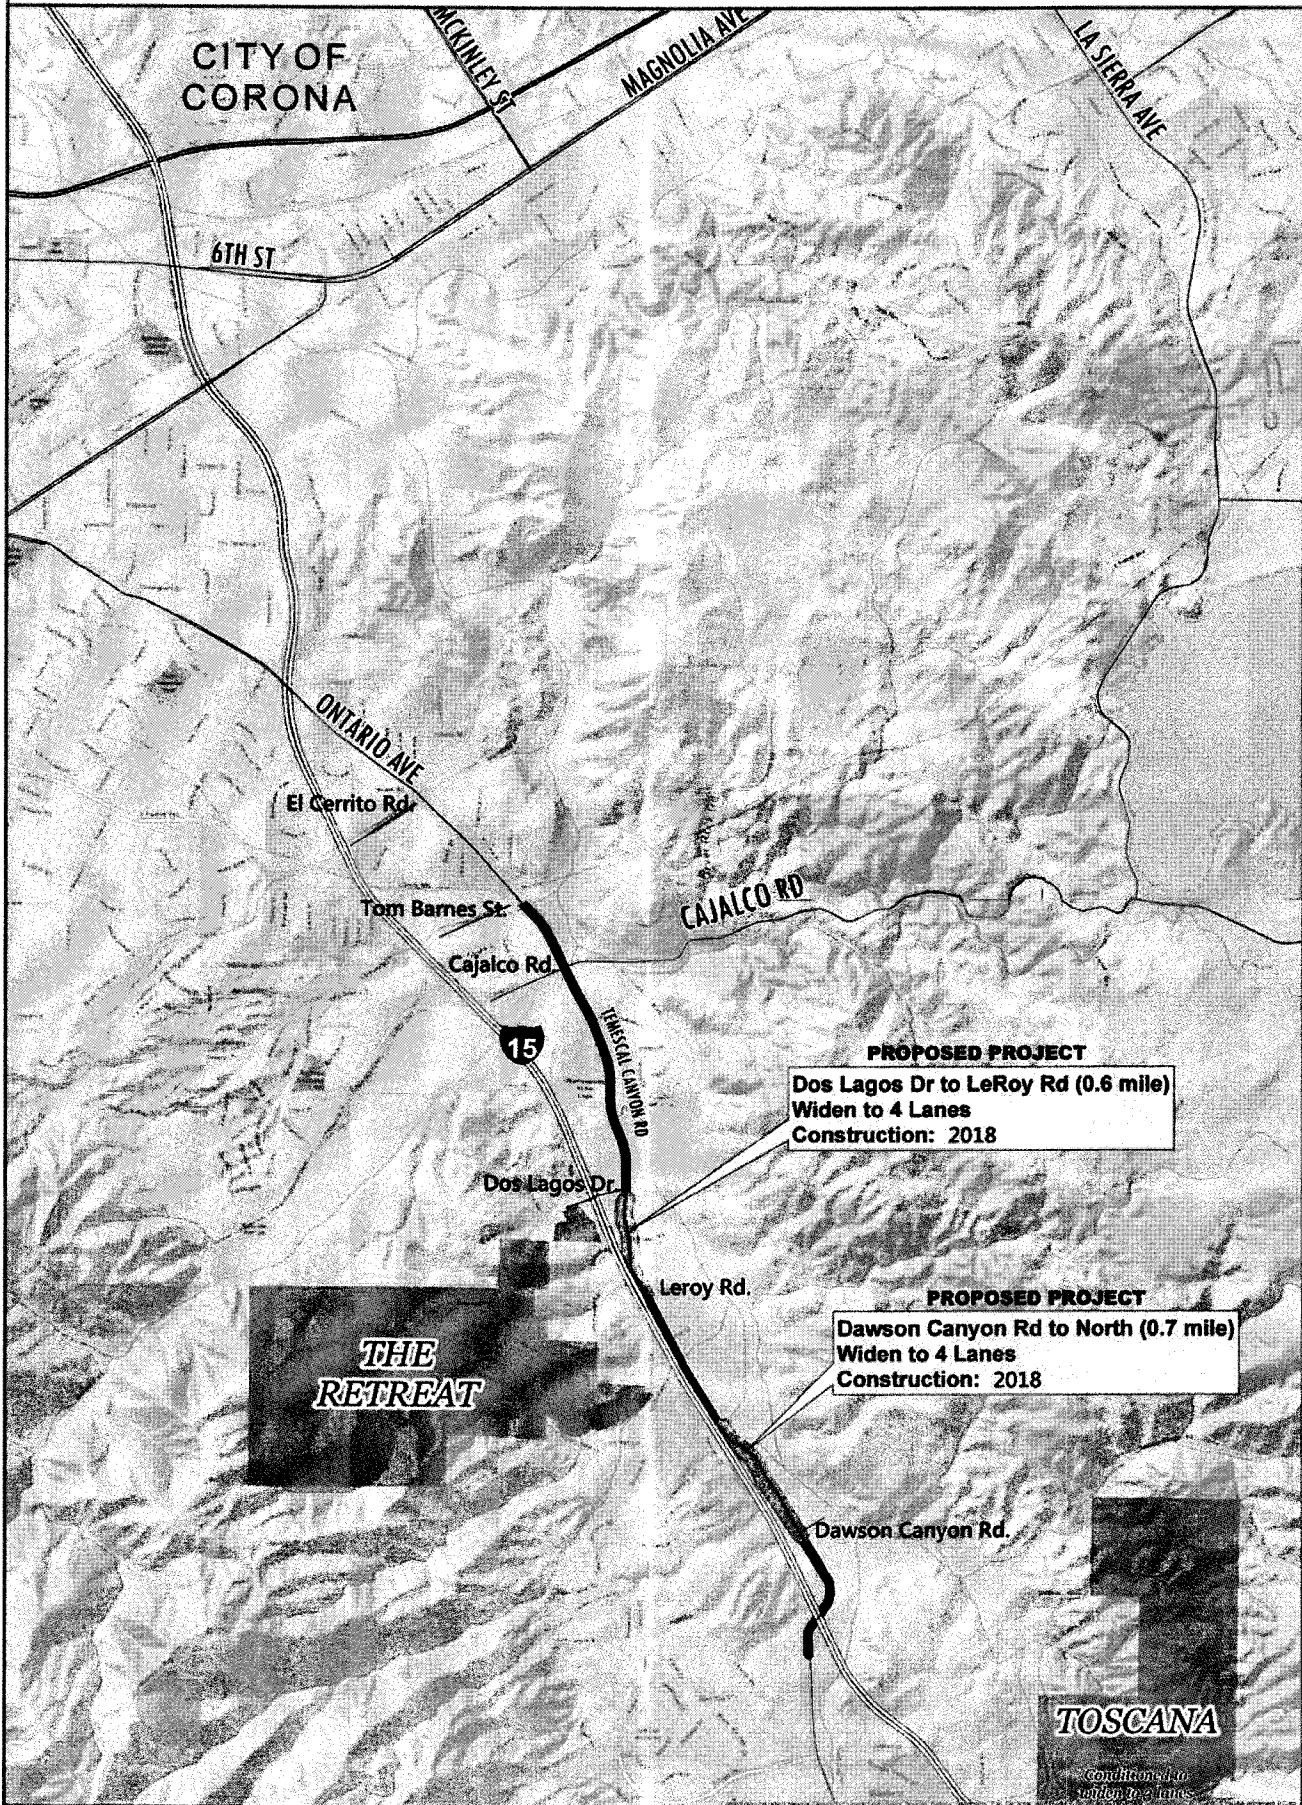 CITY OF
CORONA
MCKINLEY ST
MAGNOLIA AVE
LA SIERRA AVE
6TH ST
ONTARIO AVE
El Cerrito Rd.
Tom Barnes St.
CAJALCO RD
Cajalco Rd.
15
TEMESCAL CANYON RD
PROPOSED PROJECT
Dos Lagos Dr to LeRoy Rd (0.6 mile)
Widen to 4 Lanes
Construction: 2018
Dos Lagos Dr.
Leroy Rd.
PROPOSED PROJECT
Dawson Canyon Rd to North (0.7 mile)
Widen to 4 Lanes
Construction: 2018
THE
RETREAT
Dawson Canyon Rd.
TOSCANA
Conditioned to
widen to lanes